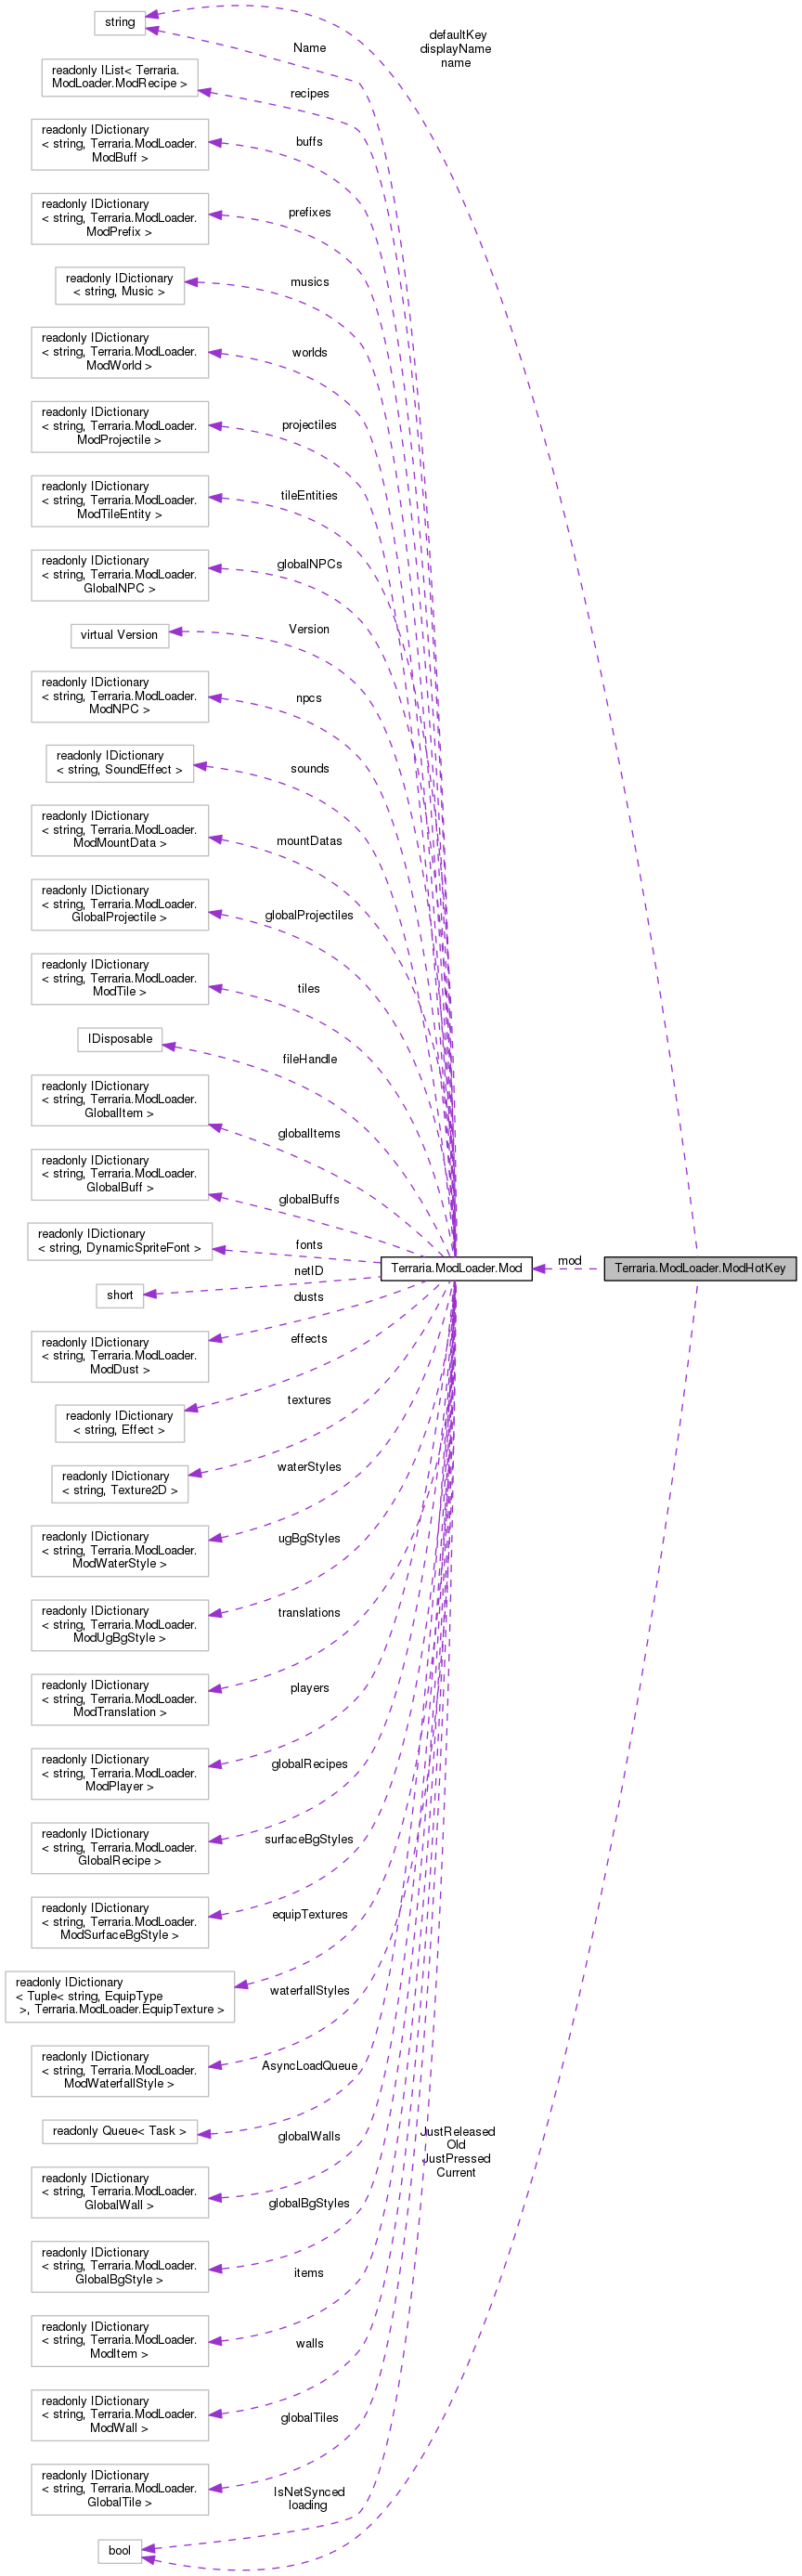 string
defaultKey
displayName
name
Name
readonly IList< Terraria.
ModLoader.ModRecipe >
recipes
readonly IDictionary
< string, Terraria.ModLoader.
ModBuff >
buffs
readonly IDictionary
< string, Terraria.ModLoader.
ModPrefix >
prefixes
readonly IDictionary
< string, Music >
musics
readonly IDictionary
< string, Terraria.ModLoader.
ModWorld >
worlds
readonly IDictionary
< string, Terraria.ModLoader.
ModProjectile >
projectiles
readonly IDictionary
< string, Terraria.ModLoader.
ModTileEntity >
tileEntities
readonly IDictionary
< string, Terraria.ModLoader.
GlobalNPC >
globalNPCs
virtual Version
Version
readonly IDictionary
< string, Terraria.ModLoader.
ModNPC >
npcs
readonly IDictionary
< string, SoundEffect >
sounds
readonly IDictionary
< string, Terraria.ModLoader.
ModMountData >
mountDatas
readonly IDictionary
< string, Terraria.ModLoader.
GlobalProjectile >
globalProjectiles
readonly IDictionary
< string, Terraria.ModLoader.
ModTile >
tiles
IDisposable
fileHandle
readonly IDictionary
< string, Terraria.ModLoader.
GlobalItem >
globalItems
readonly IDictionary
< string, Terraria.ModLoader.
GlobalBuff >
globalBuffs
readonly IDictionary
< string, DynamicSpriteFont >
fonts
Terraria.ModLoader.Mod
mod
Terraria.ModLoader.ModHotKey
short
netID
readonly IDictionary
< string, Terraria.ModLoader.
ModDust >
dusts
readonly IDictionary
< string, Effect >
effects
readonly IDictionary
< string, Texture2D >
textures
readonly IDictionary
< string, Terraria.ModLoader.
ModWaterStyle >
waterStyles
readonly IDictionary
< string, Terraria.ModLoader.
ModUgBgStyle >
ugBgStyles
readonly IDictionary
< string, Terraria.ModLoader.
ModTranslation >
translations
readonly IDictionary
< string, Terraria.ModLoader.
ModPlayer >
players
readonly IDictionary
< string, Terraria.ModLoader.
GlobalRecipe >
globalRecipes
readonly IDictionary
< string, Terraria.ModLoader.
ModSurfaceBgStyle >
surfaceBgStyles
readonly IDictionary
< Tuple< string, EquipType
>, Terraria.ModLoader.EquipTexture >
equipTextures
readonly IDictionary
< string, Terraria.ModLoader.
ModWaterfallStyle >
waterfallStyles
readonly Queue< Task >
AsyncLoadQueue
readonly IDictionary
< string, Terraria.ModLoader.
GlobalWall >
globalWalls
JustReleased
Old
JustPressed
Current
readonly IDictionary
< string, Terraria.ModLoader.
GlobalBgStyle >
globalBgStyles
readonly IDictionary
< string, Terraria.ModLoader.
ModItem >
items
readonly IDictionary
< string, Terraria.ModLoader.
ModWall >
walls
readonly IDictionary
< string, Terraria.ModLoader.
GlobalTile >
globalTiles
bool
IsNetSynced
loading